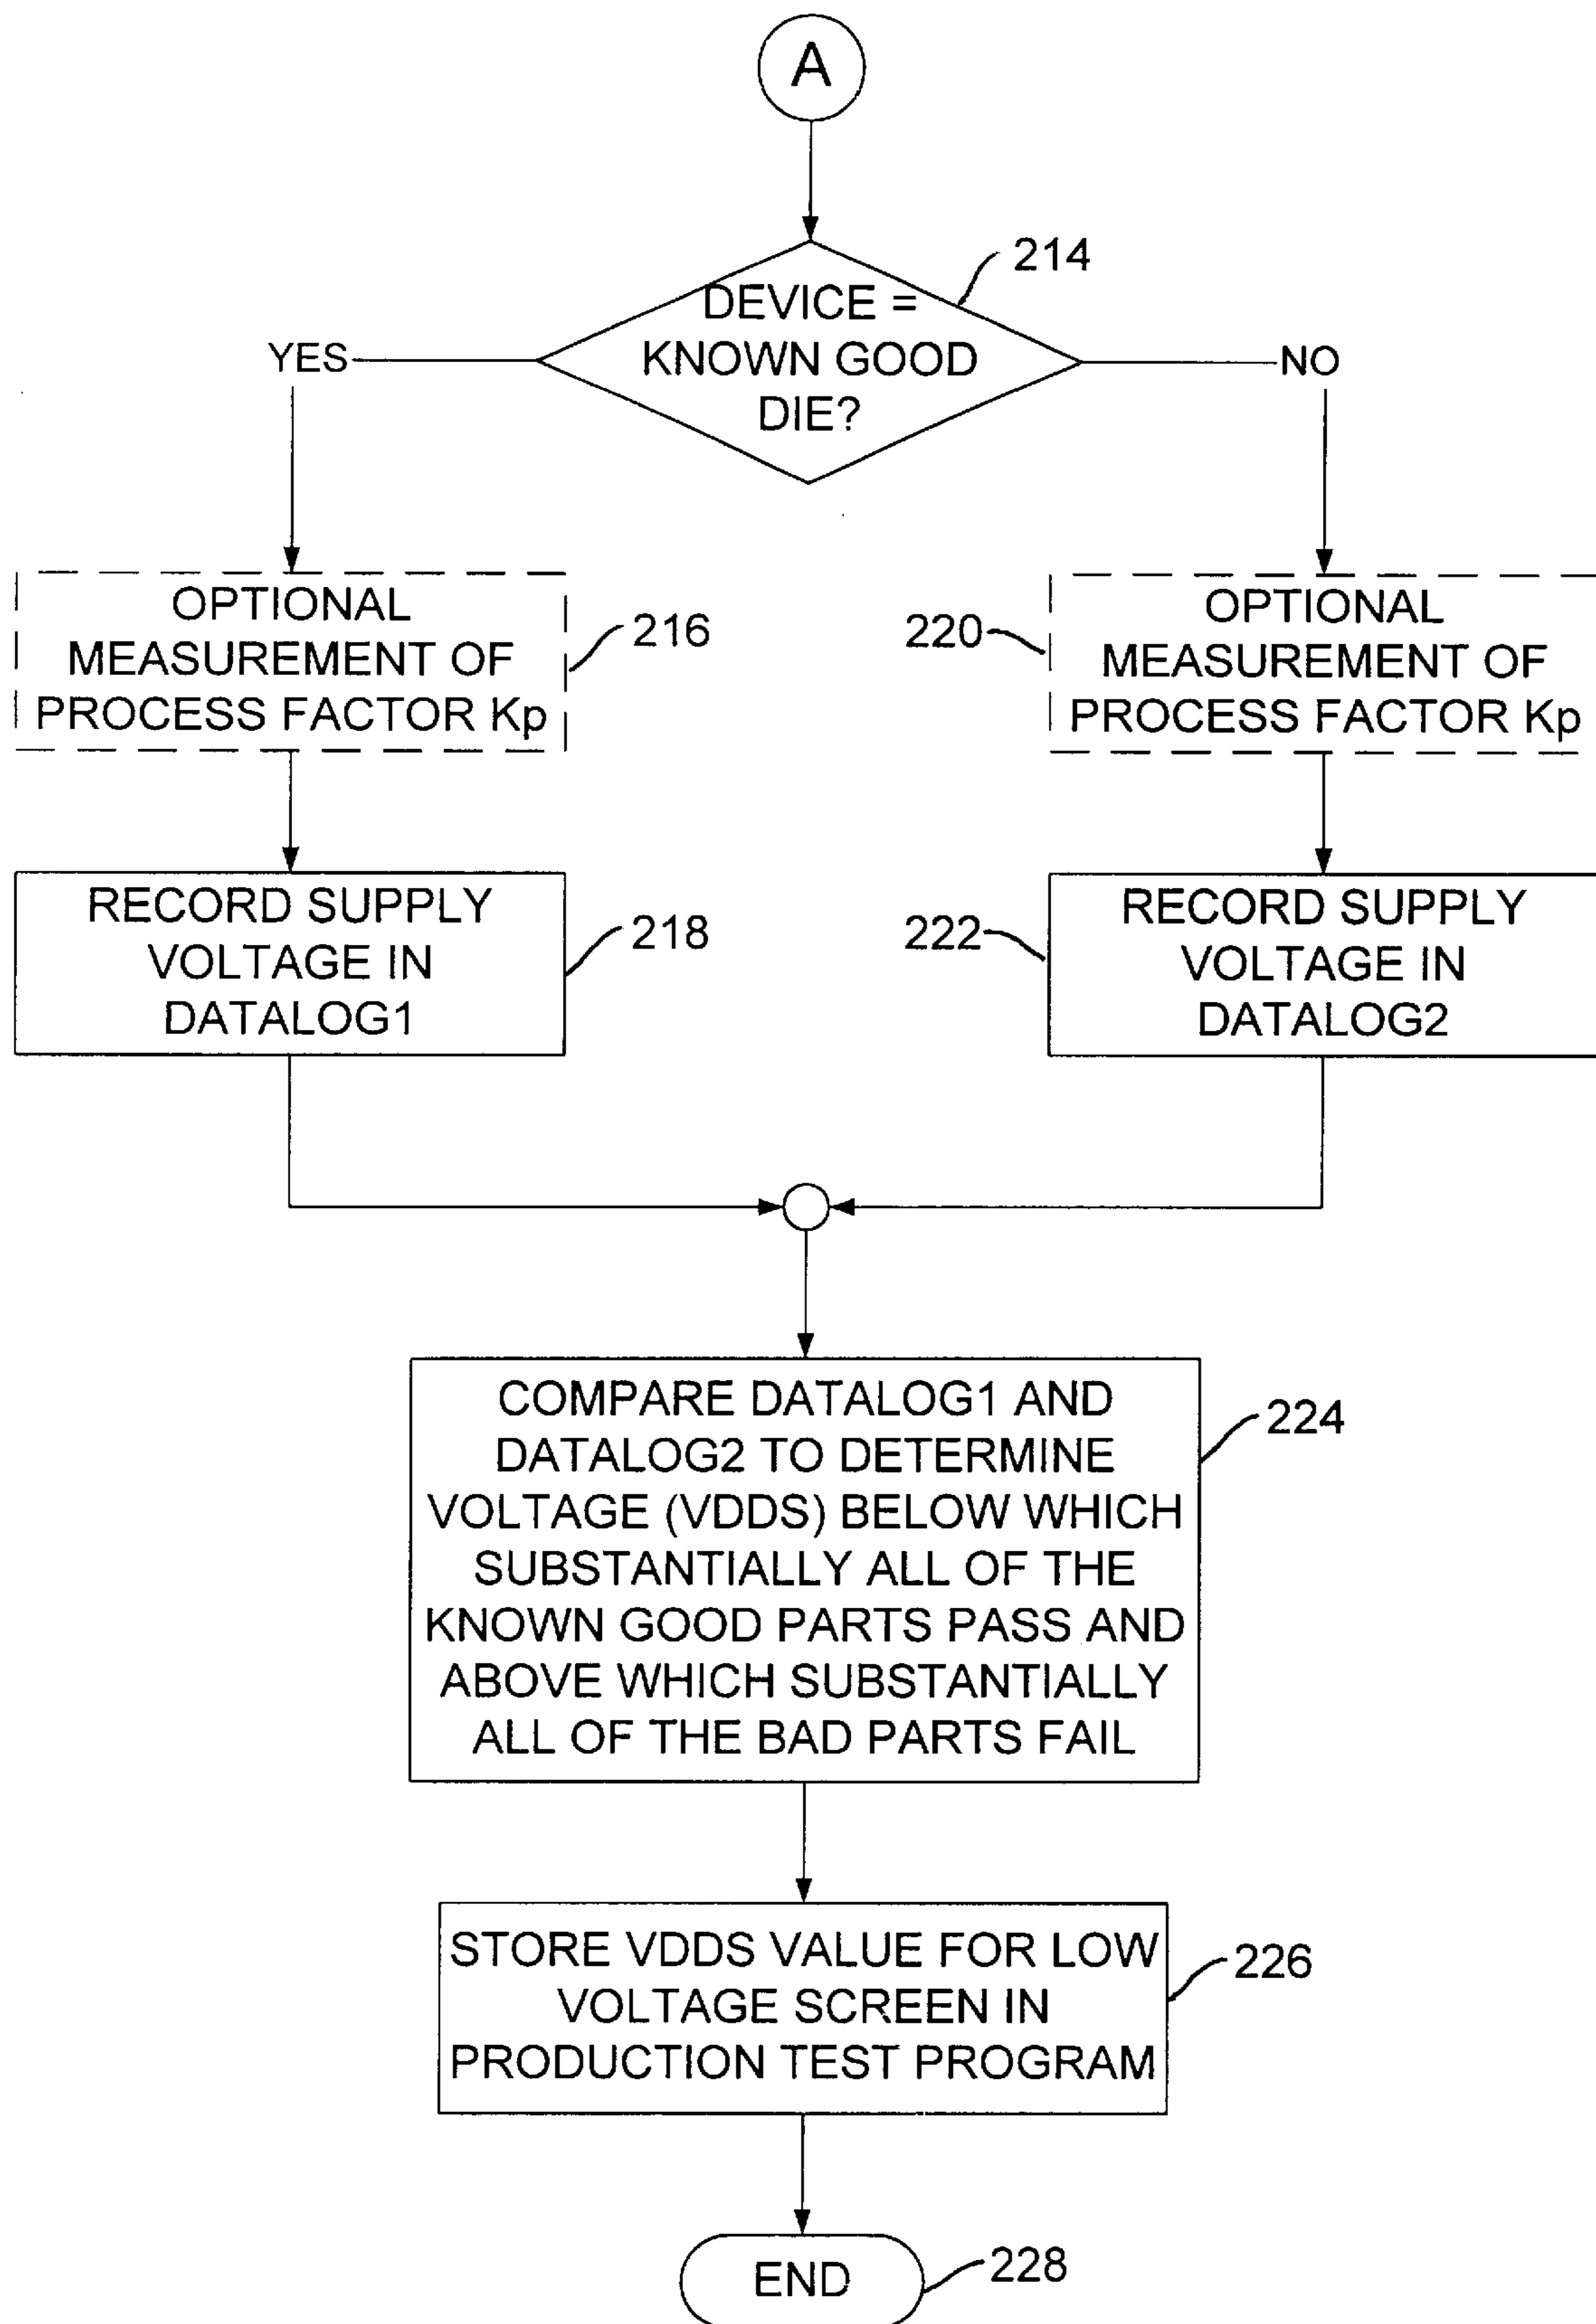 A
214
DEVICE =
KNOWN GOOD
DIE?
YES
NO
OPTIONAL
MEASUREMENT OF
PROCESS FACTOR Kp
216
220
OPTIONAL
MEASUREMENT OF
PROCESS FACTOR Kp
RECORD SUPPLY
VOLTAGE IN
DATALOG1
218
222
RECORD SUPPLY
VOLTAGE IN
DATALOG2
COMPARE DATALOG1 AND
DATALOG2 TO DETERMINE
VOLTAGE (VDDS) BELOW WHICH
SUBSTANTIALLY ALL OF THE
KNOWN GOOD PARTS PASS AND
ABOVE WHICH SUBSTANTIALLY
ALL OF THE BAD PARTS FAIL
224
STORE VDDS VALUE FOR LOW
VOLTAGE SCREEN IN
PRODUCTION TEST PROGRAM
226
END
228